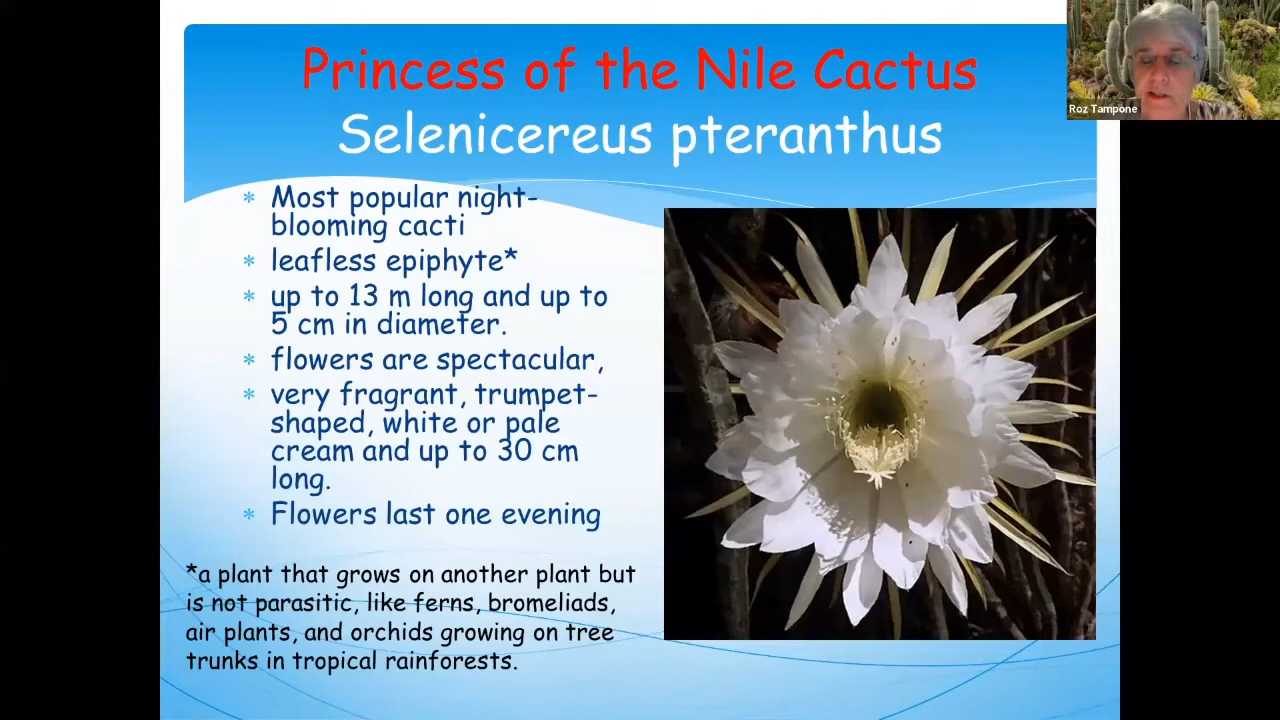 Princess of the Nile Cactus
Selenicereus pteranthus
Roz Tampone
* Most popular night-
blooming cacti
* leafless epiphyte*
* up to 13 m long and up to
5 cm in diameter.
* flowers are spectacular,
* very fragrant, trumpet-
shaped, white or pale
cream and up to 30 cm
long.
* Flowers last one evening
*a plant that grows on another plant but
is not parasitic, like ferns, bromeliads,
air plants, and orchids growing on tree
trunks in tropical rainforests.